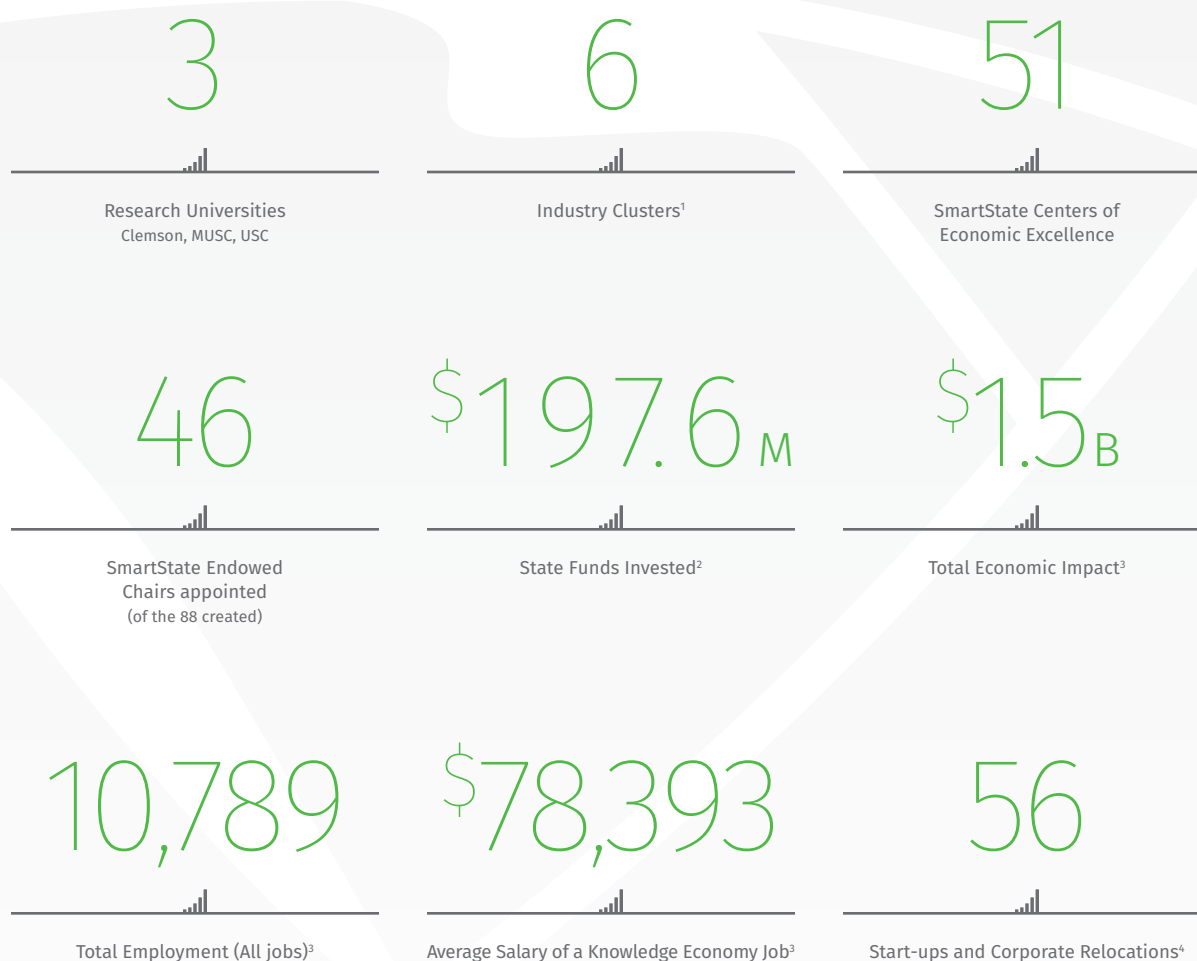 3
Research Universities
Clemson, MUSC, USC
6
Industry Clusters¹
51
SmartState Centers of
Economic Excellence
46
SmartState Endowed
Chairs appointed
(of the 88 created)
$197.6 M
State Funds Invested²
$1.5 B
Total Economic Impact³
10,789
Total Employment (All jobs)³
$78,393
Average Salary of a Knowledge Economy Job³
56
Start-ups and Corporate Relocations⁴